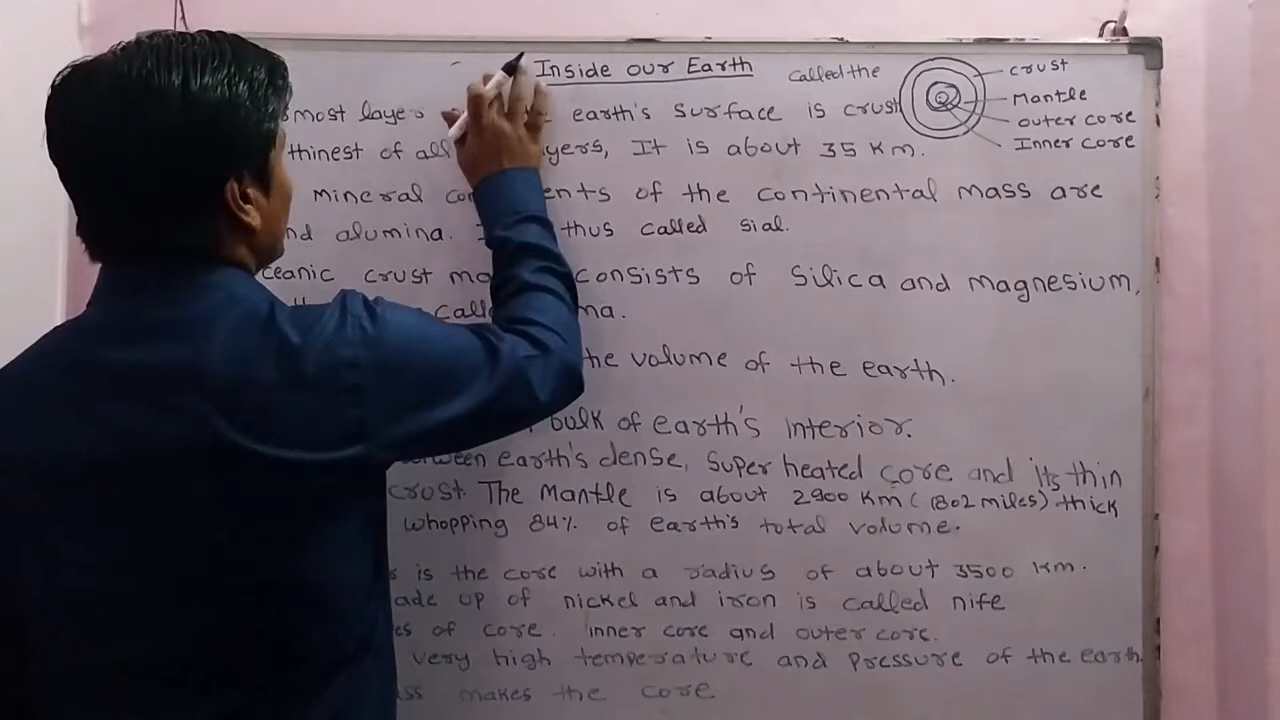 Inside our Earth
called the
crust
Mantle
outer core
Inner core
most layer earth's surface is crust
thinest of all yers, It is about 35 Km.
mineral ents of the continental mass are
nd alumina. thus called sial.
ceanic crust consists of Silica and magnesium,
call ma.
he volume of the earth.
bulk of earth's interior.
between earth's dense, Super heated core and its thin
crust. The Mantle is about 2900 Km (1802 miles) thick
whopping 84% of earth's total volume.
is the core with a radius of about 3500 km.
ade up of nickel and iron is called nife
es of core. inner core and outer core.
very high temperature and pressure of the earth
ss makes the core